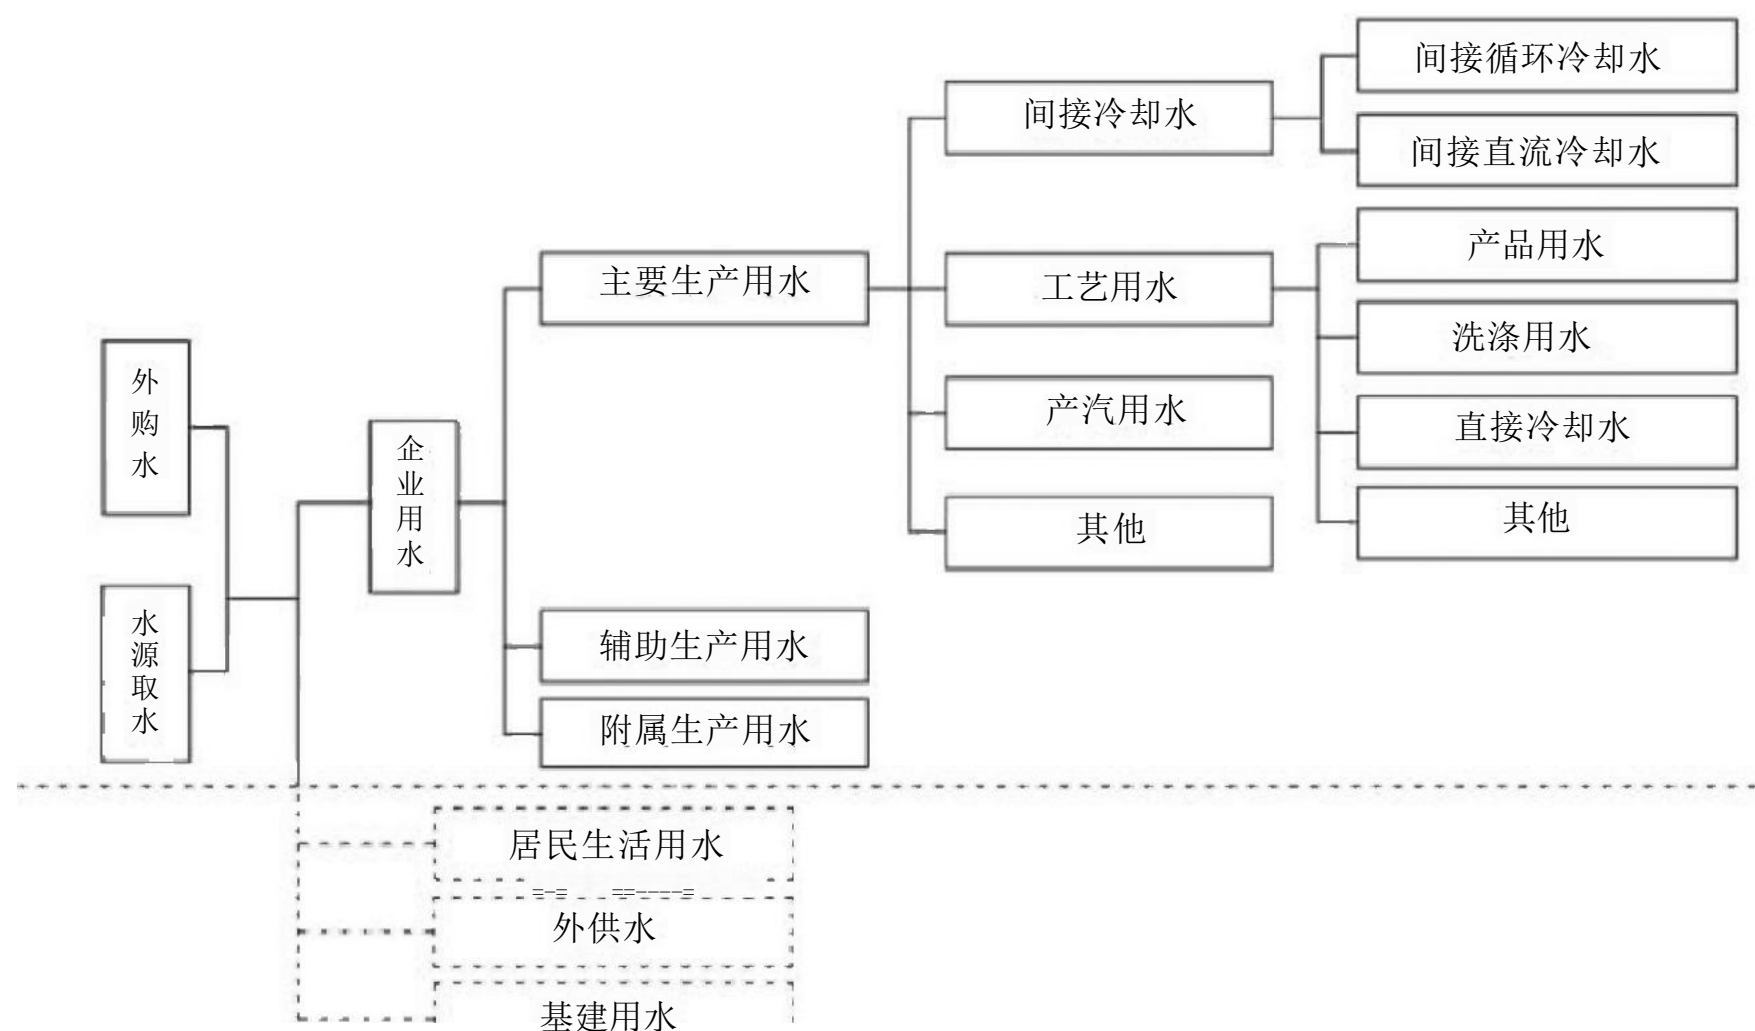 间接循环冷却水
间接冷却水
间接直流冷却水
产品用水
主要生产用水
工艺用水
洗涤用水
外购水
产汽用水
直接冷却水
企业用水
其他
其他
水源取水
辅助生产用水
附属生产用水
居民生活用水
外供水
基建用水